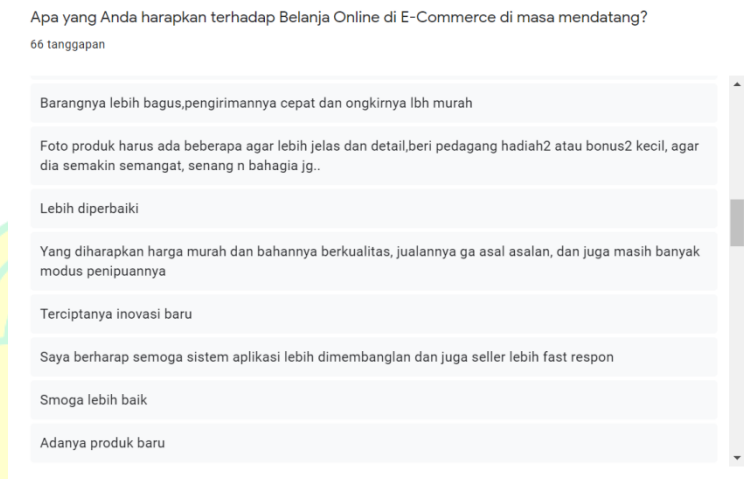 Apa yang Anda harapkan terhadap Belanja Online di E-Commerce di masa mendatang?
66 tanggapan
Barangnya lebih bagus,pengirimannya cepat dan ongkirnya lbh murah
Foto produk harus ada beberapa agar lebih jelas dan detail,beri pedagang hadiah2 atau bonus2 kecil, agar
dia semakin semangat, senang n bahagia jg..
Lebih diperbaiki
Yang diharapkan harga murah dan bahannya berkualitas, jualannya ga asal asalan, dan juga masih banyak
modus penipuannya
Terciptanya inovasi baru
Saya berharap semoga sistem aplikasi lebih dimembanglan dan juga seller lebih fast respon
Smoga lebih baik
Adanya produk baru